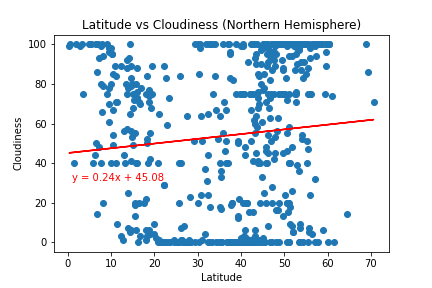 Latitude vs Cloudiness (Northern Hemisphere)
100
80
60
40
20
0
Cloudiness
y = 0.24x + 45.08
0 10 20 30 40 50 60 70
Latitude